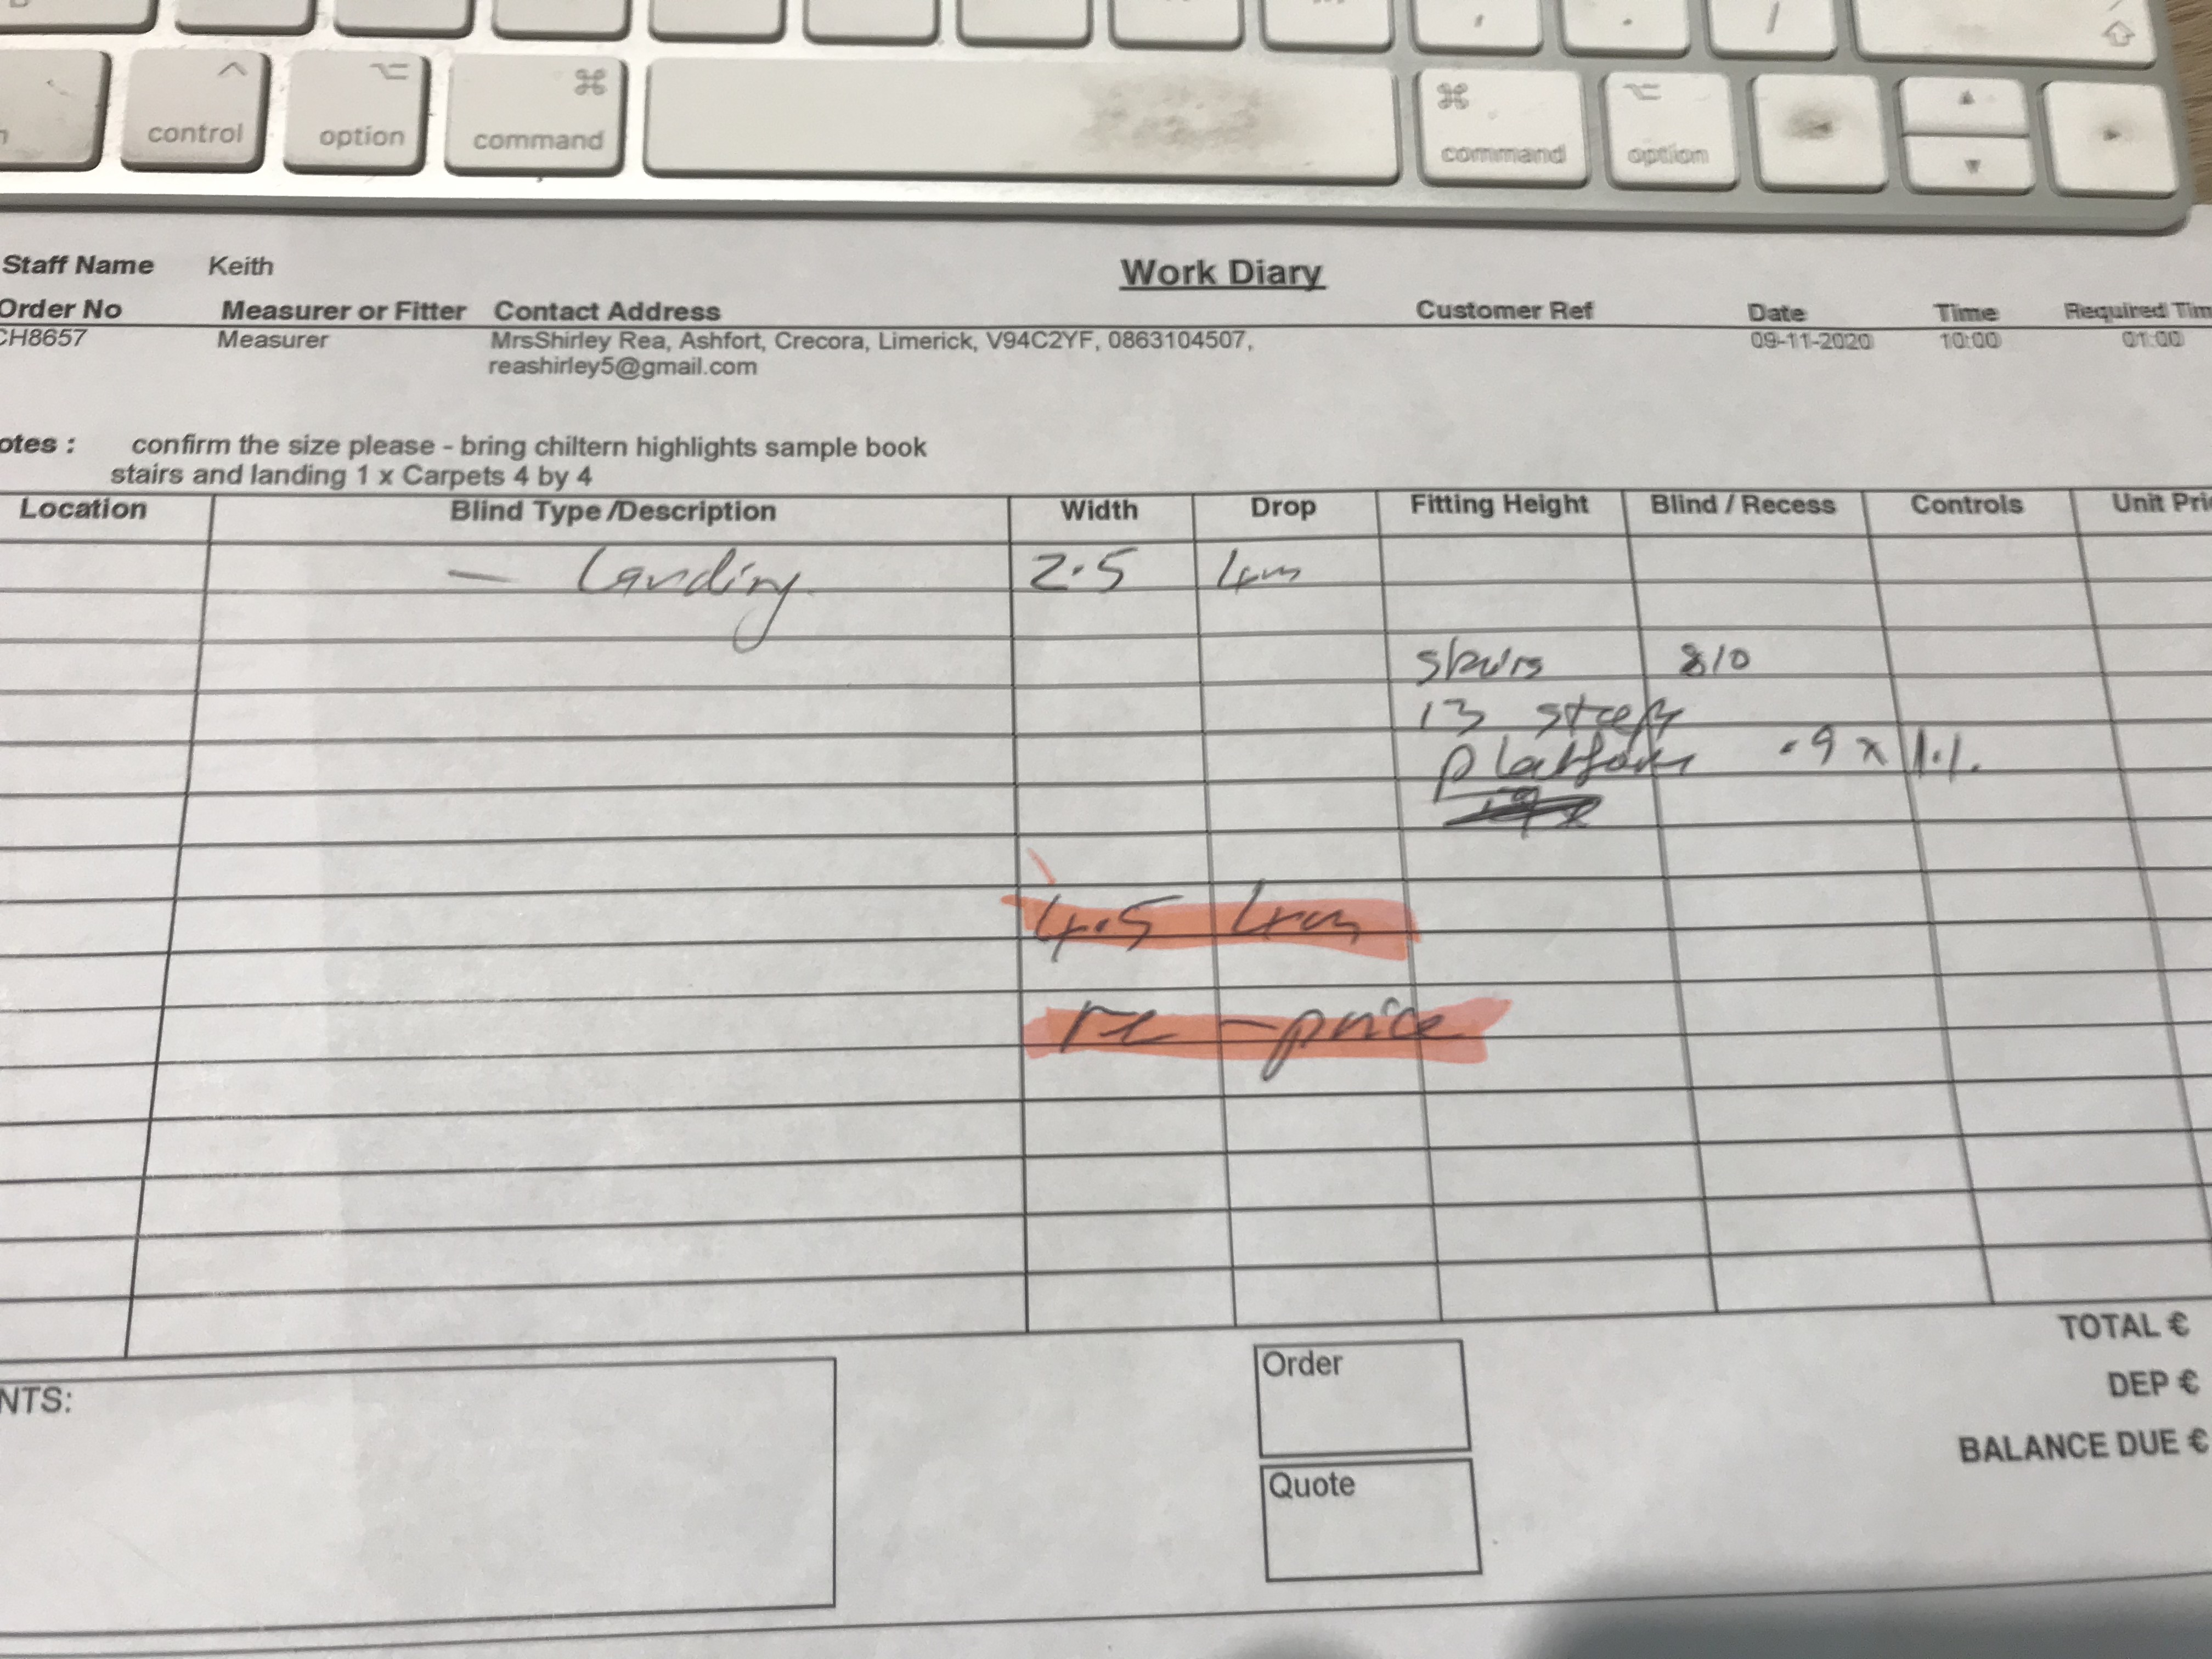 control option command command option
Staff Name Keith Work Diary
Order No Measurer or Fitter Contact Address Customer Ref Date Time Required Tim
CH8657 Measurer MrsShirley Rea, Ashfort, Crecora, Limerick, V94C2YF, 0863104507, 09-11-2020 10:00 01:00
reashirley5@gmail.com
otes : confirm the size please - bring chiltern highlights sample book
stairs and landing 1 x Carpets 4 by 4
Location Blind Type /Description Width Drop Fitting Height Blind / Recess Controls Unit Pri
- Landing 2.5 4m
stairs 810
13 steps
platform .9 x 1.1.
4.5 4m
re - price
Order TOTAL €
NTS: DEP €
Quote BALANCE DUE €